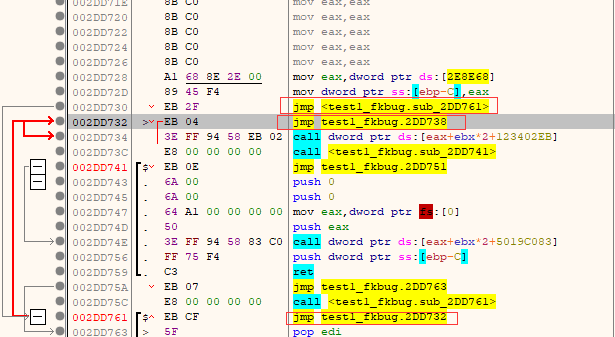 002DD71E 8B C0 mov eax,eax
002DD720 8B C0 mov eax,eax
002DD722 8B C0 mov eax,eax
002DD724 8B C0 mov eax,eax
002DD726 8B C0 mov eax,eax
002DD728 A1 68 8E 2E 00 mov eax,dword ptr ds:[2E8E68]
002DD72D 89 45 F4 mov dword ptr ss:[ebp-C],eax
002DD730 EB 2F jmp <test1_fkbug.sub_2DD761>
002DD732 EB 04 jmp test1_fkbug.2DD738
002DD734 3E FF 94 58 EB 02 call dword ptr ds:[eax+ebx*2+123402EB]
002DD73C E8 00 00 00 00 call <test1_fkbug.sub_2DD741>
002DD741 EB 0E jmp test1_fkbug.2DD751
002DD743 6A 00 push 0
002DD745 6A 00 push 0
002DD747 64 A1 00 00 00 00 mov eax,dword ptr fs:[0]
002DD74D 50 push eax
002DD74E 3E FF 94 58 83 C0 call dword ptr ds:[eax+ebx*2+5019C083]
002DD756 FF 75 F4 push dword ptr ss:[ebp-C]
002DD759 C3 ret
002DD75A EB 07 jmp test1_fkbug.2DD763
002DD75C E8 00 00 00 00 call <test1_fkbug.sub_2DD761>
002DD761 EB CF jmp test1_fkbug.2DD732
002DD763 5F pop edi